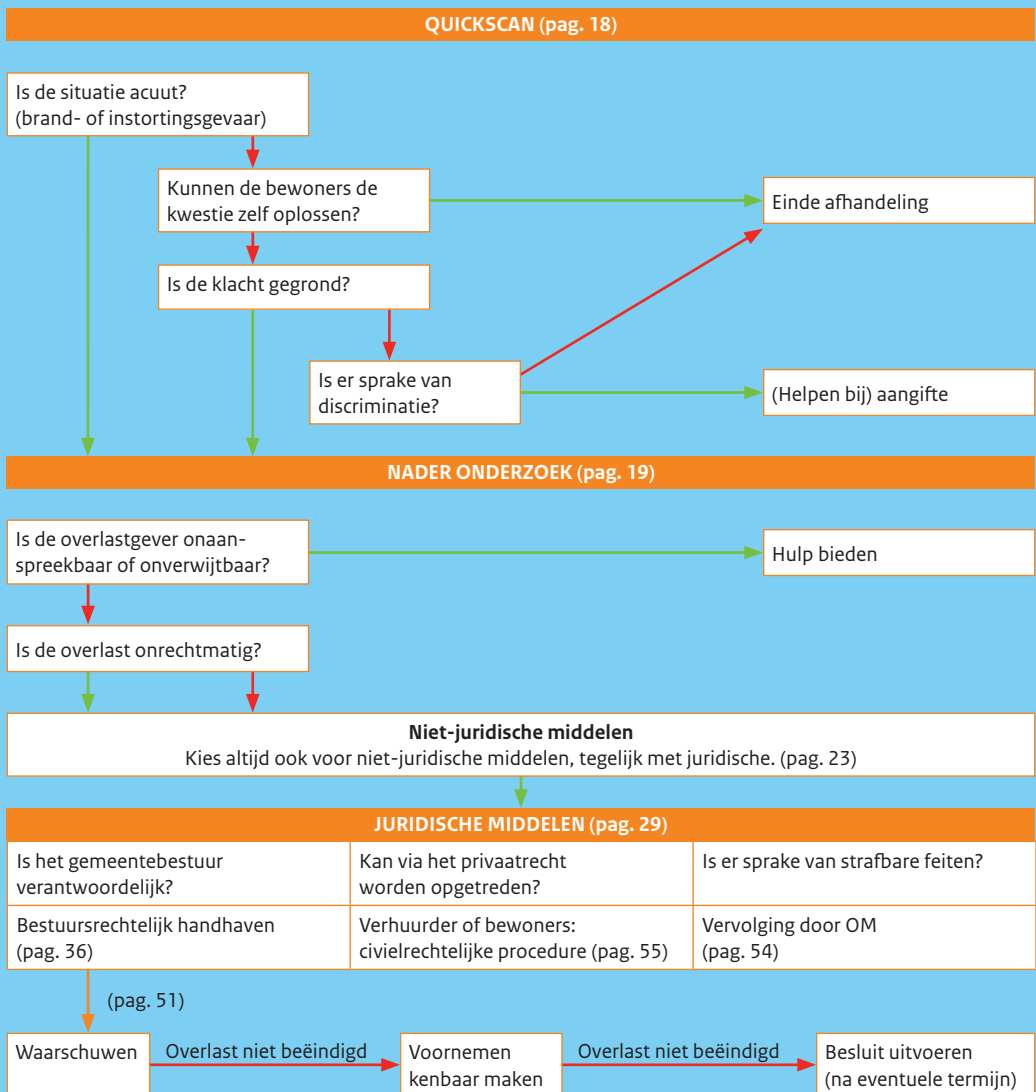 QUICKSCAN (pag. 18)
Is de situatie acuut?
(brand- of instortingsgevaar)
Kunnen de bewoners de
kwestie zelf oplossen?
Einde afhandeling
Is de klacht gegrond?
Is er sprake van
discriminatie?
(Helpen bij) aangifte
NADER ONDERZOEK (pag. 19)
Is de overlastgever onaan-
spreekbaar of onverwijtbaar?
Hulp bieden
Is de overlast onrechtmatig?
Niet-juridische middelen
Kies altijd ook voor niet-juridische middelen, tegelijk met juridische. (pag. 23)
JURIDISCHE MIDDELEN (pag. 29)
Is het gemeentebestuur
verantwoordelijk?
Kan via het privaatrecht
worden opgetreden?
Is er sprake van strafbare feiten?
Bestuursrechtelijk handhaven
(pag. 36)
Verhuurder of bewoners:
civielrechtelijke procedure (pag. 55)
Vervolging door OM
(pag. 54)
(pag. 51)
Waarschuwen
Overlast niet beëindigd
Voornemen
kenbaar maken
Overlast niet beëindigd
Besluit uitvoeren
(na eventuele termijn)